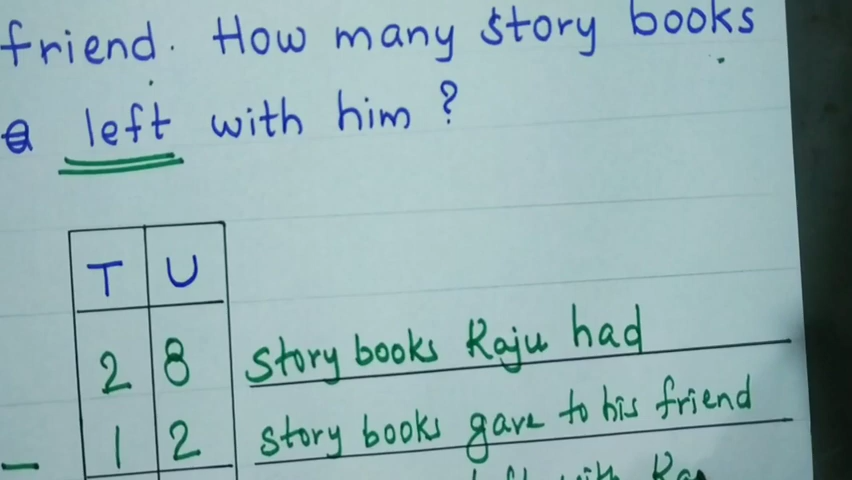 friend. How many story books
left with him ?
T U
2 8 story books Raju had
- 1 2 story books gave to his friend
with